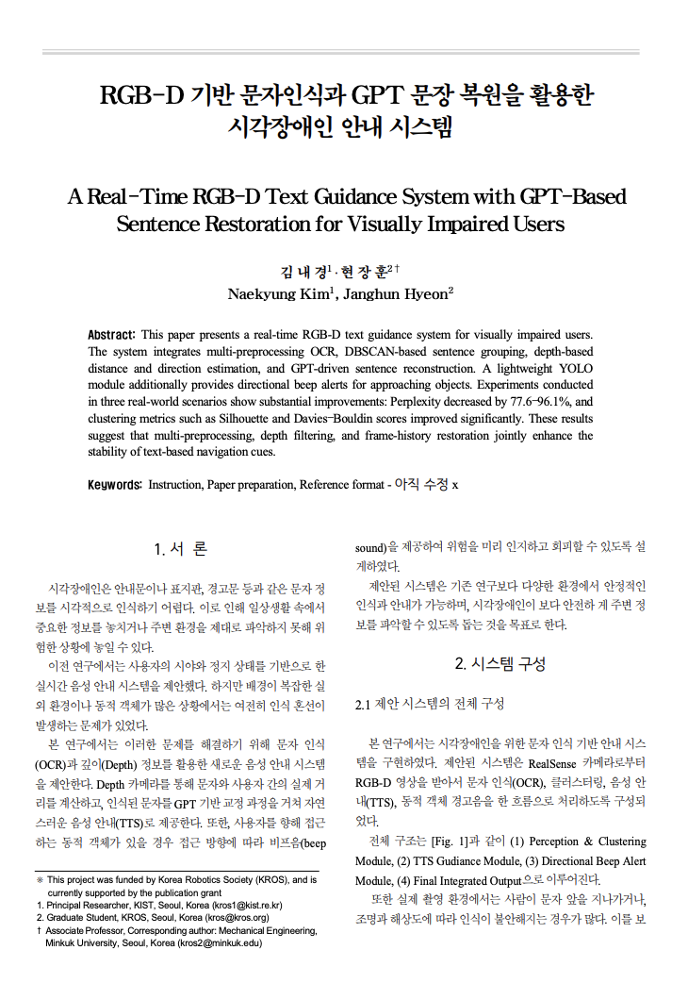 RGB-D 기반 문자인식과 GPT 문장 복원을 활용한
시각장애인 안내 시스템
A Real-Time RGB-D Text Guidance System with GPT-Based
Sentence Restoration for Visually Impaired Users
김 내 경¹ · 현 장 훈²†
Naekyung Kim¹, Janghun Hyeon²
Abstract: This paper presents a real-time RGB-D text guidance system for visually impaired users.
The system integrates multi-preprocessing OCR, DBSCAN-based sentence grouping, depth-based
distance and direction estimation, and GPT-driven sentence reconstruction. A lightweight YOLO
module additionally provides directional beep alerts for approaching objects. Experiments conducted
in three real-world scenarios show substantial improvements: Perplexity decreased by 77.6–96.1%, and
clustering metrics such as Silhouette and Davies–Bouldin scores improved significantly. These results
suggest that multi-preprocessing, depth filtering, and frame-history restoration jointly enhance the
stability of text-based navigation cues.
Keywords: Instruction, Paper preparation, Reference format - 아직 수정 x
1. 서 론
시각장애인은 안내문이나 표지판, 경고문 등과 같은 문자 정
보를 시각적으로 인식하기 어렵다. 이로 인해 일상생활 속에서
중요한 정보를 놓치거나 주변 환경을 제대로 파악하지 못해 위
험한 상황에 놓일 수 있다.
이전 연구에서는 사용자의 시야와 정지 상태를 기반으로 한
실시간 음성 안내 시스템을 제안했다. 하지만 배경이 복잡한 실
외 환경이나 동적 객체가 많은 상황에서는 여전히 인식 혼선이
발생하는 문제가 있었다.
본 연구에서는 이러한 문제를 해결하기 위해 문자 인식
(OCR)과 깊이(Depth) 정보를 활용한 새로운 음성 안내 시스템
을 제안한다. Depth 카메라를 통해 문자와 사용자 간의 실제 거
리를 계산하고, 인식된 문자를 GPT 기반 교정 과정을 거쳐 자연
스러운 음성 안내(TTS)로 제공한다. 또한, 사용자를 향해 접근
하는 동적 객체가 있을 경우 접근 방향에 따라 비프음(beep
※ This project was funded by Korea Robotics Society (KROS), and is
currently supported by the publication grant
1. Principal Researcher, KIST, Seoul, Korea (kros1@kist.re.kr)
2. Graduate Student, KROS, Seoul, Korea (kros@kros.org)
† Associate Professor, Corresponding author: Mechanical Engineering,
Minkuk University, Seoul, Korea (kros2@minkuk.edu)
sound)을 제공하여 위험을 미리 인지하고 회피할 수 있도록 설
계하였다.
제안된 시스템은 기존 연구보다 다양한 환경에서 안정적인
인식과 안내가 가능하며, 시각장애인이 보다 안전하 게 주변 정
보를 파악할 수 있도록 돕는 것을 목표로 한다.
2. 시스템 구성
2.1 제안 시스템의 전체 구성
본 연구에서는 시각장애인을 위한 문자 인식 기반 안내 시스
템을 구현하였다. 제안된 시스템은 RealSense 카메라로부터
RGB-D 영상을 받아서 문자 인식(OCR), 클러스터링, 음성 안
내(TTS), 동적 객체 경고음을 한 흐름으로 처리하도록 구성되
었다.
전체 구조는 [Fig. 1]과 같이 (1) Perception & Clustering
Module, (2) TTS Gudiance Module, (3) Directional Beep Alert
Module, (4) Final Integrated Output으로 이루어진다.
또한 실제 촬영 환경에서는 사람이 문자 앞을 지나가거나,
조명과 해상도에 따라 인식이 불안해지는 경우가 많다. 이를 보